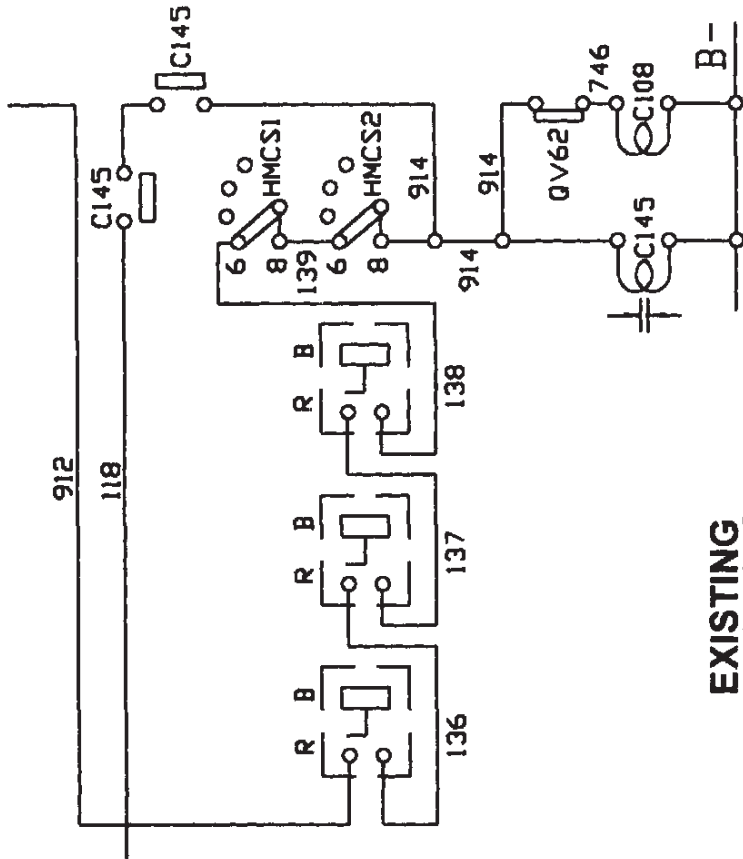 C145
C145
HMCS1
HMCS2
6
8
139
6
8
914
914
914
QV62
746
C108
C145
B-
912
118
R B
138
R B
137
R B
136
EXISTING